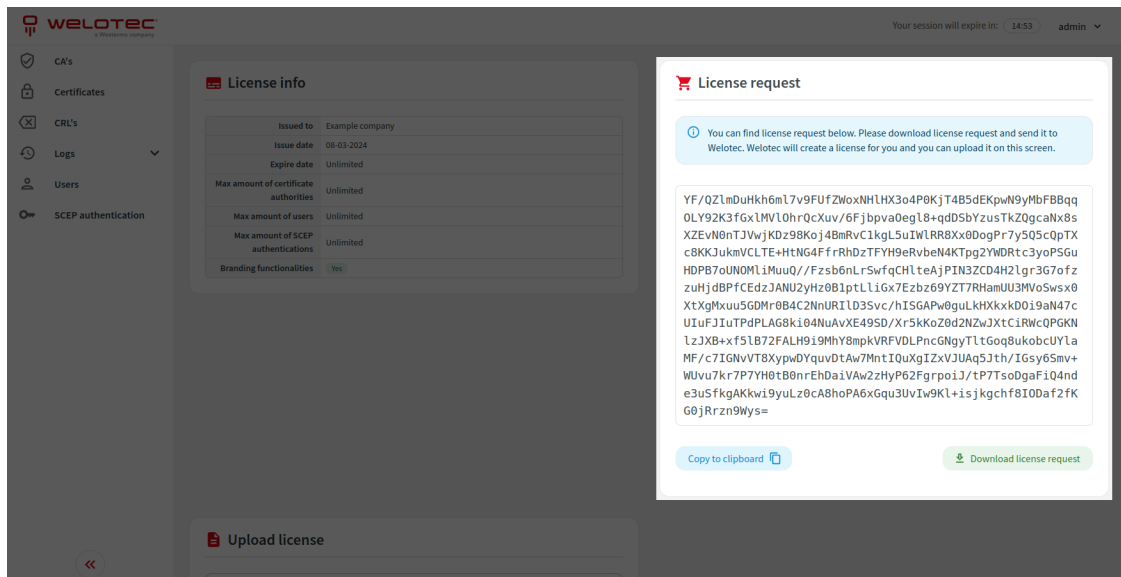 WELOTEC
a Westermo company
Your session will expire in: 14:53 admin
CA's
Certificates
CRL's
Logs
Users
SCEP authentication
License info
Issued to Example company
Issue date 08-03-2024
Expire date Unlimited
Max amount of certificate
authorities Unlimited
Max amount of users Unlimited
Max amount of SCEP
authentications Unlimited
Branding functionalities Yes
Upload license
License request
You can find license request below. Please download license request and send it to
Welotec. Welotec will create a license for you and you can upload it on this screen.
YF/QZlmDuHkh6ml7v9FUfZWoxNHlHX3o4P0KjT4B5dEKpwN9yMbFBBqq
OLY92K3fGxlMVlOhrQcXuv/6FjbpvaOegl8+qdDSbYzusTkZQgcaNx8s
XZEvN0nTJVwjKDz98Koj4BmRvC1kgL5uIWlRR8Xx0DogPr7y5Q5cQpTX
c8KKJukmVCLTE+HtNG4FfrRhDzTFYH9eRvbeN4KTpg2YWDRtc3yoPSGu
HDPB7oUNOMliMuuQ//Fzsb6nLrSwfqCHlteAjPIN3ZCD4H2lgr3G7ofz
zuHjdBPfCEdzJANU2yHz0B1ptLliGx7Ezbz69YZT7RHamUU3MVoSwsx0
XtXgMxuu5GDMr0B4C2NnURIlD3Svc/hISGAPw0guLkHXkxkDOi9aN47c
UIuFJIuTPdPLAG8ki04NuAvXE49SD/Xr5kKoZ0d2NZwJXtCiRWcQPGKN
lzJXB+xf5lB72FALH9i9MhY8mpkVRFVDLPncGNgyTltGoq8ukobcUYla
MF/c7IGNvVT8XypwDYquvDtAw7MntIQuXgIZxVJUAq5Jth/IGsy6Smv+
WUvu7kr7P7YH0tB0nrEhDaiVAw2zHyP62FgrpoiJ/tP7TsoDgaFiQ4nd
e3uSfkgAKkwi9yuLz0cA8hoPA6xGqu3UvIw9Kl+isjkgchf8IODaf2fK
G0jRrzn9Wys=
Copy to clipboard
Download license request